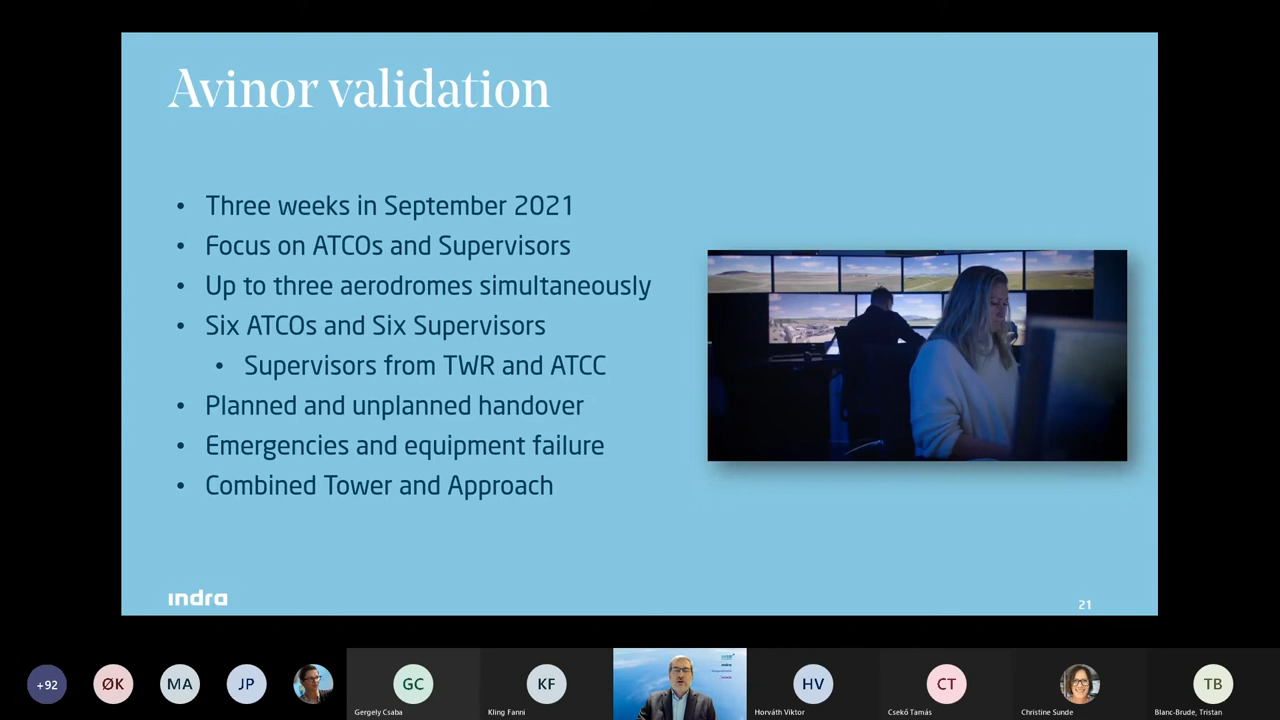 Avinor validation
• Three weeks in September 2021
• Focus on ATCOs and Supervisors
• Up to three aerodromes simultaneously
• Six ATCOs and Six Supervisors
• Supervisors from TWR and ATCC
• Planned and unplanned handover
• Emergencies and equipment failure
• Combined Tower and Approach
indra
21
+92
ØK
MA
JP
GC
Gergely Csaba
KF
Kling Fanni
indra
HV
Horváth Viktor
CT
Csekő Tamás
Christine Sunde
TB
Blanc-Brude, Tristan